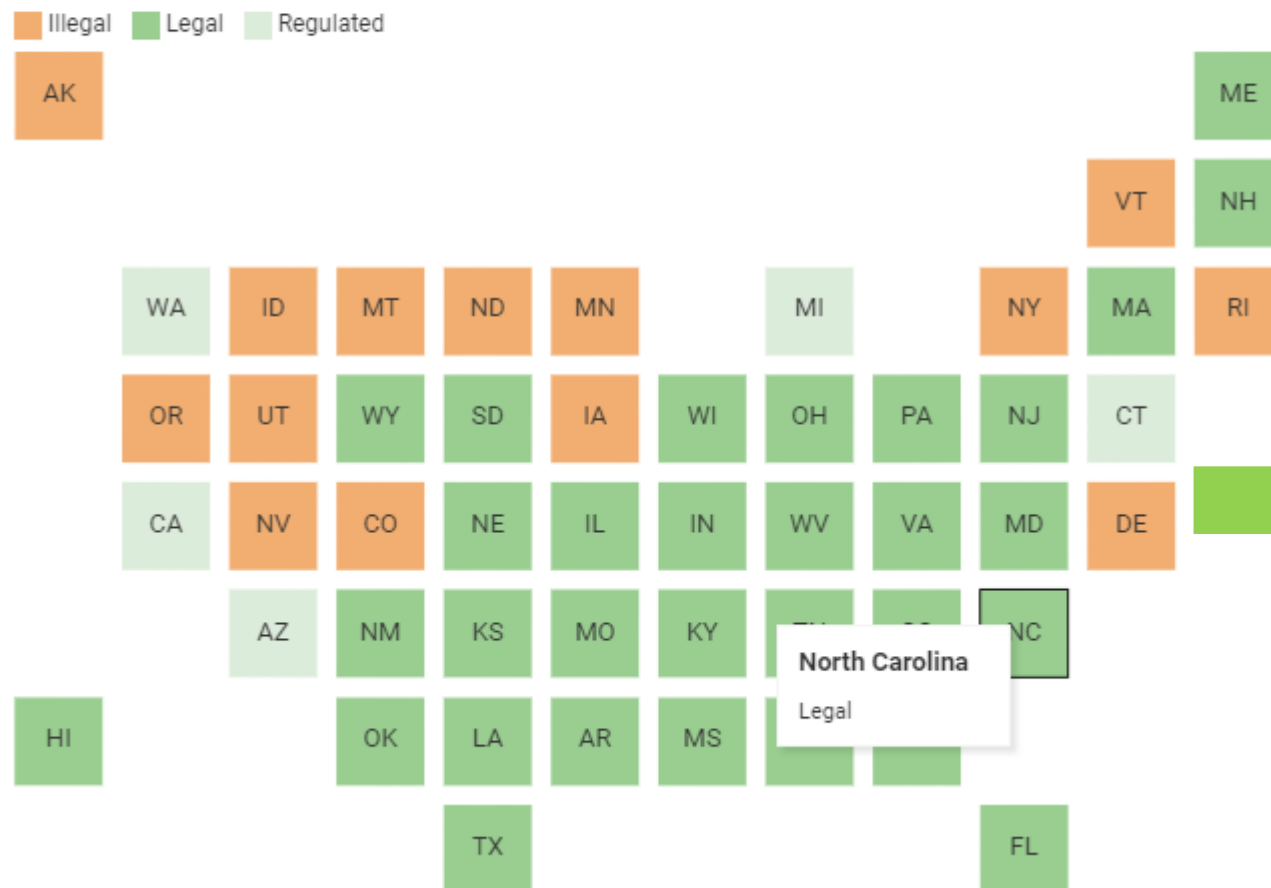 Illegal Legal Regulated
AK ME
VT NH
WA ID MT ND MN MI NY MA RI
OR UT WY SD IA WI OH PA NJ CT
CA NV CO NE IL IN WV VA MD DE
AZ NM KS MO KY NC
North Carolina
Legal
HI OK LA AR MS
TX FL